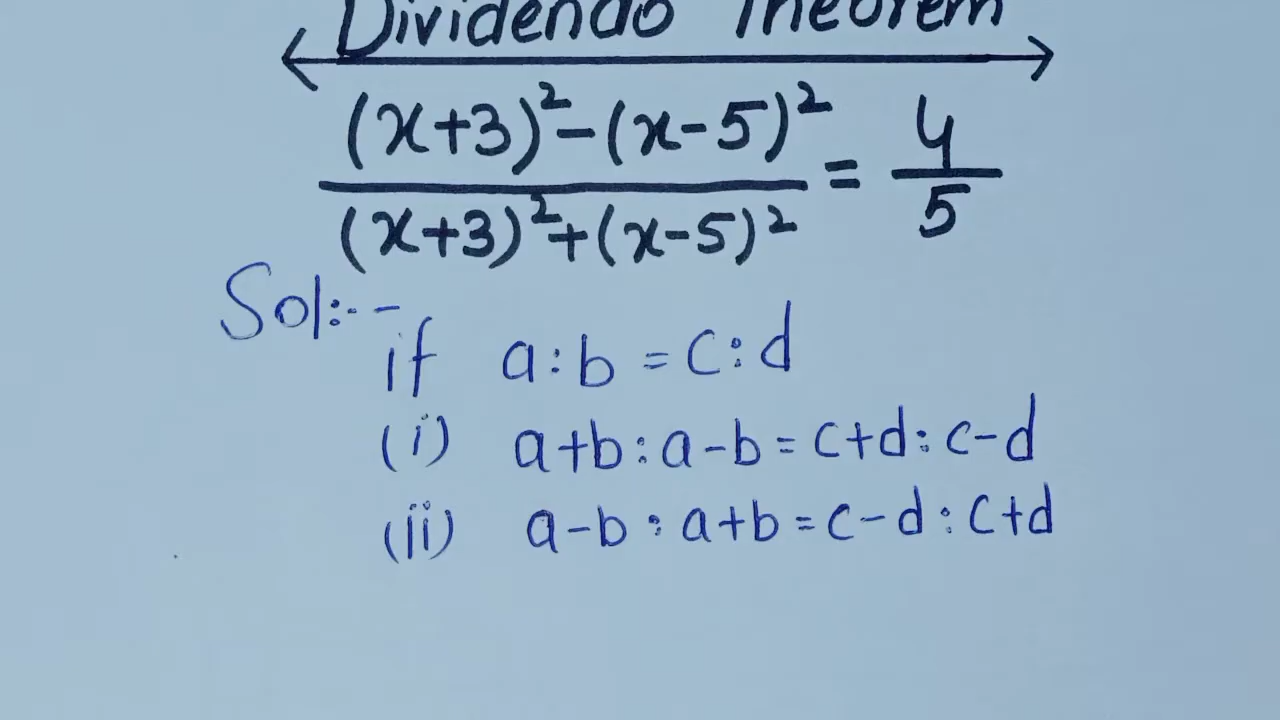 Dividendo Theorem
(x+3)²-(x-5)² / (x+3)²+(x-5)² = 4/5
Sol:--
if a:b = c:d
(i) a+b:a-b = c+d:c-d
(ii) a-b:a+b = c-d:c+d